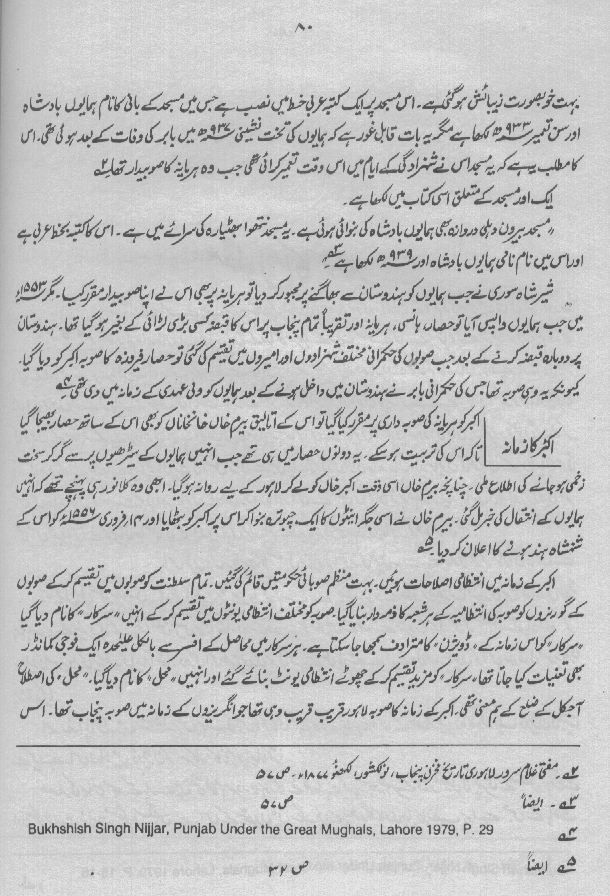 ۸۰
بہت خوبصورت زیبائش ہوگئی ہے۔ اس مسجد پر ایک کتبہ عربی خط میں نصب ہے جس میں مسجد کے بانی کا نام ہمایوں بادشاہ
اور سن تعمیر ۹۳۳ھ لکھا ہے مگر یہ بات قابل غور ہے کہ ہمایوں کی تخت نشینی ۹۳۷ھ میں بابر کی وفات کے بعد ہوئی تھی۔ اس
کا مطلب یہ ہے کہ یہ مسجد اس نے شہزادگی کے ایام میں اس وقت تعمیر کرائی تھی جب وہ ہریانہ کا صوبیدار تھا۔ ۲ے
ایک اور مسجد کے متعلق اسی کتاب میں لکھا ہے۔
"مسجد بیرون دہلی دروازہ بھی ہمایوں بادشاہ کی بنوائی ہوئی ہے۔ یہ مسجد نتھوا بھٹیارہ کی سرائے میں ہے۔ اس کا کتبہ بخط عربی ہے
اور اس میں نام نامی ہمایوں بادشاہ اور ۹۳۹ھ لکھا ہے" ۳ے
شیر شاہ سوری نے جب ہمایوں کو ہندوستان سے بھاگنے پر مجبور کر دیا تو ہریانہ پر بھی اس نے اپنا صوبیدار مقرر کیا۔ مگر ۱۵۵۳ء
میں جب ہمایوں واپس آیا تو حصار، ہانسی، ہریانہ اور تقریباً تمام پنجاب پر اس کا قبضہ کسی بڑی لڑائی کے بغیر ہو گیا تھا۔ ہندوستان
پر دوبارہ قبضہ کرنے کے بعد جب صوبوں کی حکمرانی مختلف شہزادوں اور امیروں میں تقسیم کی گئی تو حصار فیروزہ کا صوبہ اکبر کو دیا گیا۔
کیونکہ یہ وہی صوبہ تھا جس کی حکمرانی بابر نے ہندوستان میں داخل ہونے کے بعد ہمایوں کو ولی عہدی کے زمانہ میں دی تھی ۴ے
اکبر کا زمانہ
اکبر کو ہریانہ کی صوبہ داری پر مقرر کیا گیا تو اس کے اتالیق بیرم خاں خانخاناں کو بھی اس کے ساتھ حصار بھیجا گیا
تاکہ اس کی تربیت ہو سکے۔ یہ دونوں حصار میں ہی تھے جب انہیں ہمایوں کے سیڑھیوں پر سے گر کر سخت
زخمی ہو جانے کی اطلاع ملی۔ چنانچہ بیرم خاں اسی وقت اکبر خاں کو لے کر لاہور کے لیے روانہ ہو گیا۔ ابھی وہ کلانور ہی پہنچے تھے کہ انہیں
ہمایوں کے انتقال کی خبر مل گئی۔ بیرم خاں نے اسی جگہ اینٹوں کا ایک چبوترہ بنوا کر اس پر اکبر کو بٹھایا اور ۱۴ر فروری ۱۵۵۶ء کو اس کے
شہنشاہ ہند ہونے کا اعلان کر دیا۔ ۵ے
اکبر کے زمانہ میں انتظامی اصلاحات ہوئیں۔ بہت منظم صوبائی حکومتیں قائم کی گئیں۔ تمام سلطنت کو صوبوں میں تقسیم کر کے صوبوں
کے گورنروں کو صوبہ کی انتظامیہ کے ہر شعبہ کا ذمہ دار بنایا گیا۔ صوبہ کو مختلف انتظامی یونٹوں میں تقسیم کر کے انہیں "سرکار" کا نام دیا گیا
"سرکار" کو اس زمانہ کے "ڈویژن" کا مترادف سمجھا جا سکتا ہے۔ ہر سرکار میں محاصل کے افسر سے بالکل علیٰحدہ ایک فوجی کمانڈر
بھی تعنیات کیا جاتا تھا۔ "سرکار" کو مزید تقسیم کر کے چھوٹے انتظامی یونٹ بنائے گئے اور انہیں "محل" کا نام دیا گیا۔ "محل" کی اصطلاح
آجکل کے ضلع کے ہم معنی تھی۔ اکبر کے زمانہ کا صوبہ لاہور قریب قریب وہی تھا جو انگریزوں کے زمانہ میں صوبہ پنجاب تھا۔ اس
۲ے۔ مفتی غلام سرور لاہوری تاریخ مخزن پنجاب، نولکشور، لکھنؤ ۱۸۷۷ء۔ ص ۵۷
۳ے۔ ایضاً ص ۵۷
۴ے Bukhshish Singh Nijjar, Punjab Under the Great Mughals, Lahore 1979, P. 29
۵ے ایضاً ص ۳۲